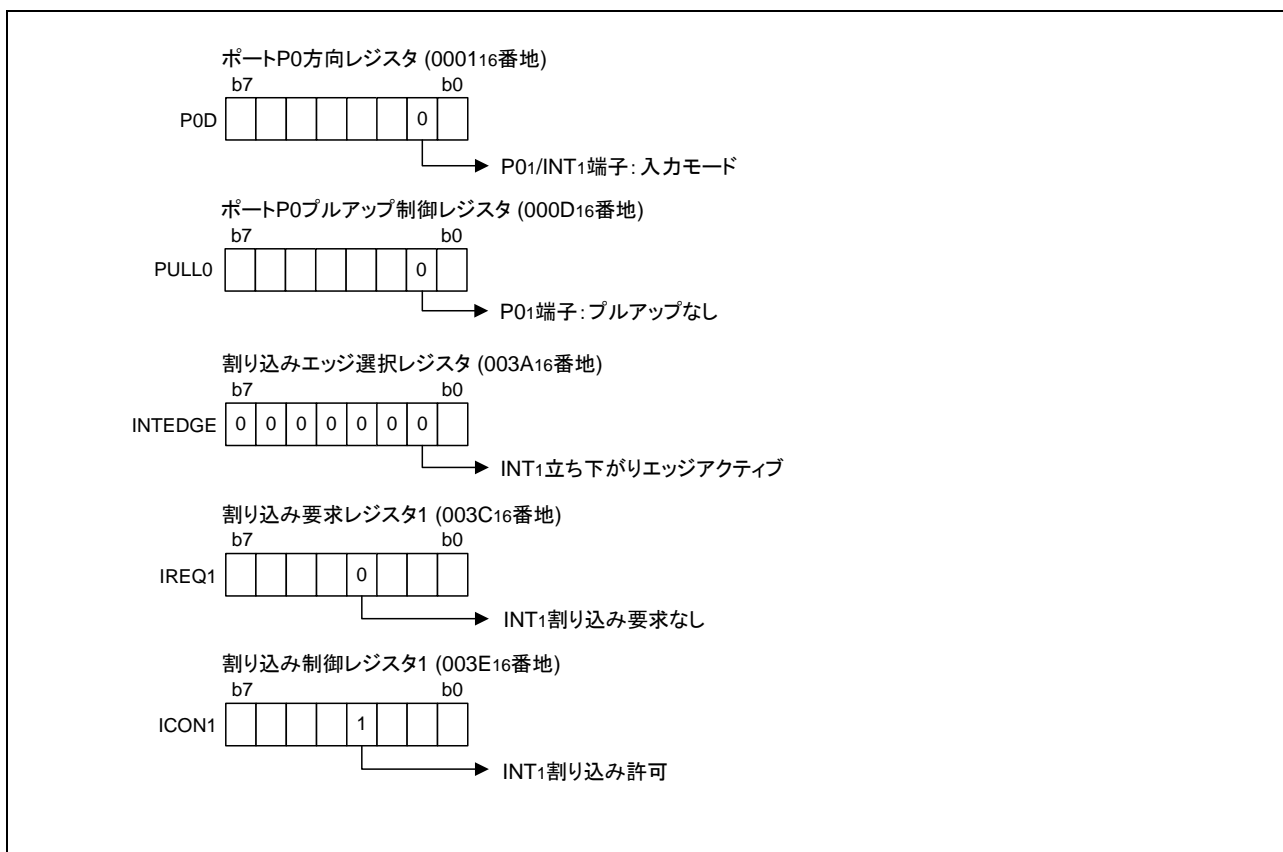 ポートP0方向レジスタ (000116番地)
b7 b0
P0D 0
P01/INT1端子：入力モード
ポートP0プルアップ制御レジスタ (000D16番地)
b7 b0
PULL0 0
P01端子：プルアップなし
割り込みエッジ選択レジスタ (003A16番地)
b7 b0
INTEDGE 0 0 0 0 0 0 0
INT1立ち下がりエッジアクティブ
割り込み要求レジスタ1 (003C16番地)
b7 b0
IREQ1 0
INT1割り込み要求なし
割り込み制御レジスタ1 (003E16番地)
b7 b0
ICON1 1
INT1割り込み許可